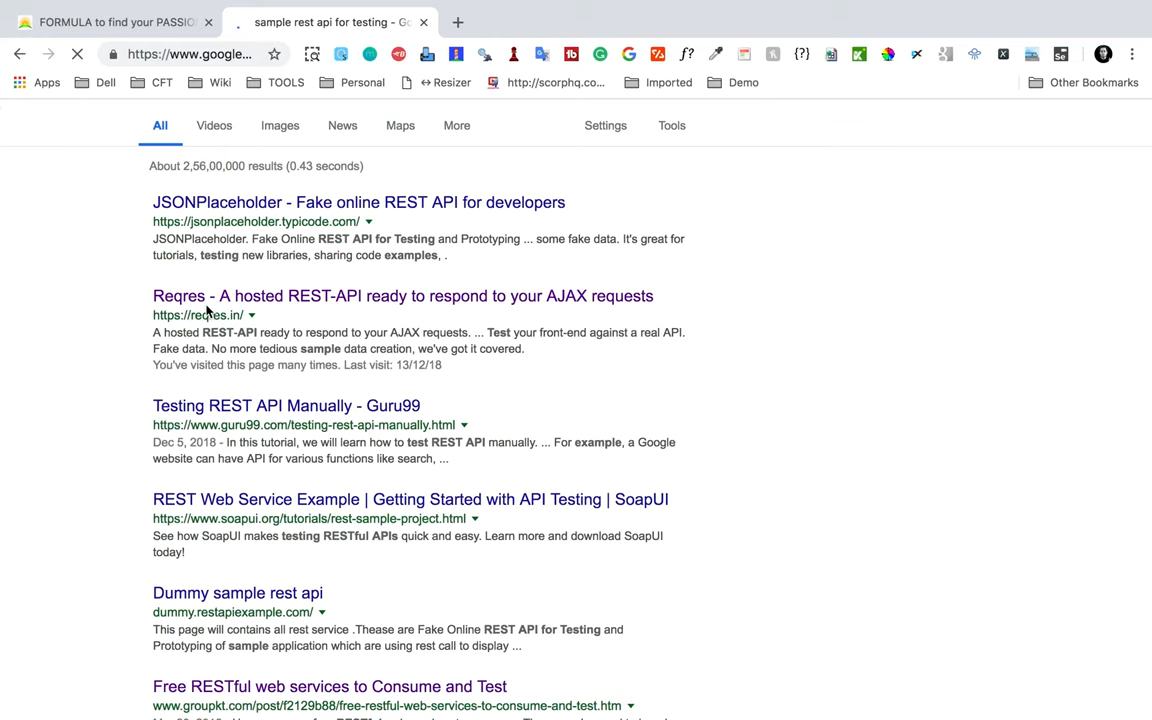 FORMULA to find your PASSIO
sample rest api for testing - Go
https://www.google...
Apps Dell CFT Wiki TOOLS Personal ↔Resizer http://scorphq.co... Imported Demo Other Bookmarks
All Videos Images News Maps More Settings Tools
About 2,56,00,000 results (0.43 seconds)
JSONPlaceholder - Fake online REST API for developers
https://jsonplaceholder.typicode.com/
JSONPlaceholder. Fake Online REST API for Testing and Prototyping ... some fake data. It's great for
tutorials, testing new libraries, sharing code examples, .
Reqres - A hosted REST-API ready to respond to your AJAX requests
https://reqres.in/
A hosted REST-API ready to respond to your AJAX requests. ... Test your front-end against a real API.
Fake data. No more tedious sample data creation, we've got it covered.
You've visited this page many times. Last visit: 13/12/18
Testing REST API Manually - Guru99
https://www.guru99.com/testing-rest-api-manually.html
Dec 5, 2018 - In this tutorial, we will learn how to test REST API manually. ... For example, a Google
website can have API for various functions like search, ...
REST Web Service Example | Getting Started with API Testing | SoapUI
https://www.soapui.org/tutorials/rest-sample-project.html
See how SoapUI makes testing RESTful APIs quick and easy. Learn more and download SoapUI
today!
Dummy sample rest api
dummy.restapiexample.com/
This page will contains all rest service .Thease are Fake Online REST API for Testing and
Prototyping of sample application which are using rest call to display ...
Free RESTful web services to Consume and Test
www.groupkt.com/post/f2129b88/free-restful-web-services-to-consume-and-test.htm